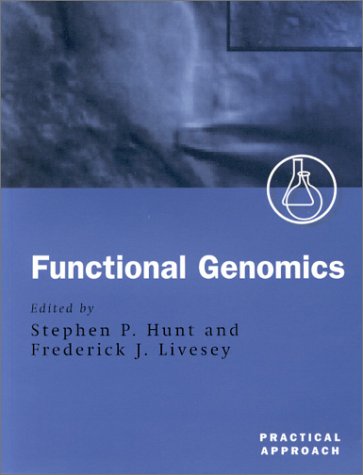 Functional Genomics
Edited by
Stephen P. Hunt and
Frederick J. Livesey
PRACTICAL
APPROACH